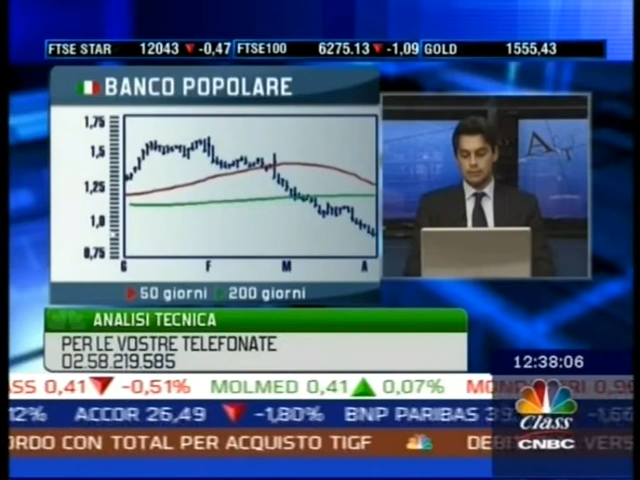 FTSE STAR 12043 -0,47 FTSE100 6275.13 -1,09 GOLD 1555,43
BANCO POPOLARE
1,75
1,5
1,25
1,0
0,75
G F M A
50 giorni 200 giorni
ANALISI TECNICA
PER LE VOSTRE TELEFONATE
02.58.219.585
12:38:06
ASS 0,41 -0,51% MOLMED 0,41 0,07%
12% ACCOR 26,49 -1,80% BNP PARIBAS
ORDO CON TOTAL PER ACQUISTO TIGF
Class
CNBC